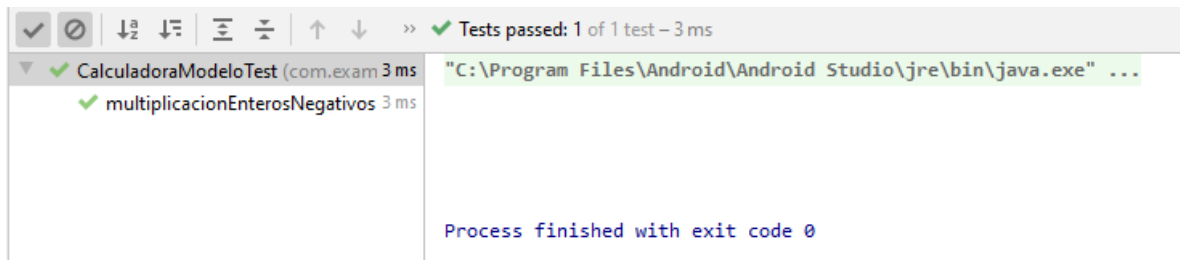 Tests passed: 1 of 1 test – 3 ms
CalculadoraModeloTest (com.exam 3 ms
multiplicacionEnterosNegativos 3 ms
"C:\Program Files\Android\Android Studio\jre\bin\java.exe" ...
Process finished with exit code 0